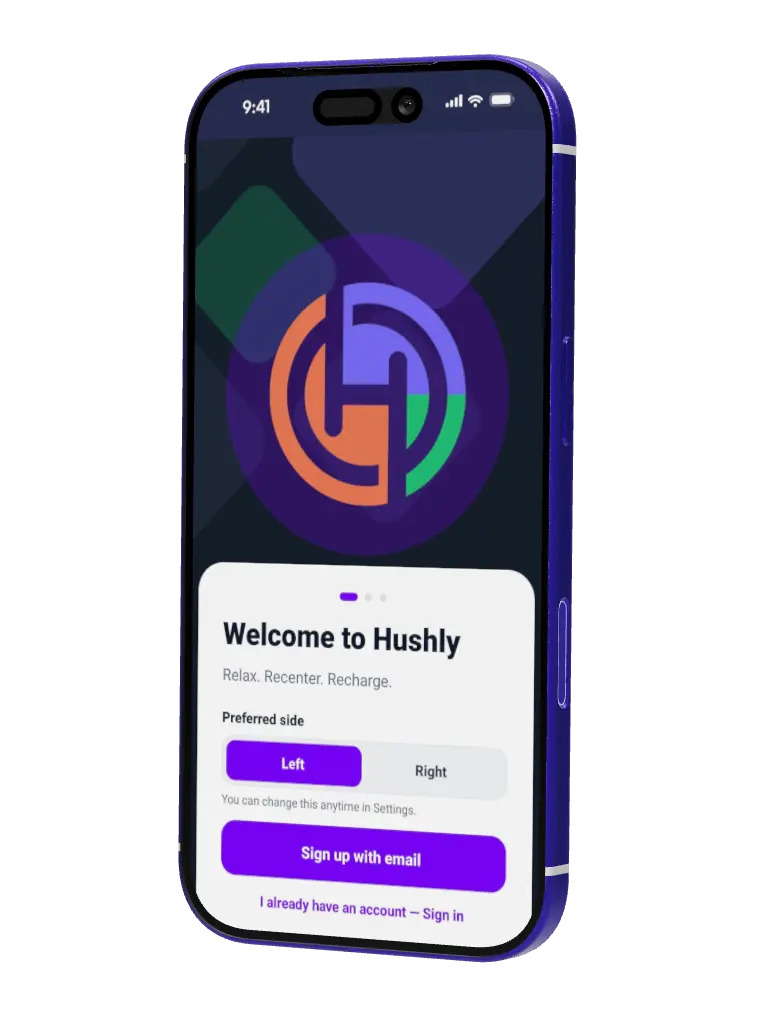 9:41
Welcome to Hushly
Relax. Recenter. Recharge.
Preferred side
Left
Right
You can change this anytime in Settings.
Sign up with email
I already have an account — Sign in